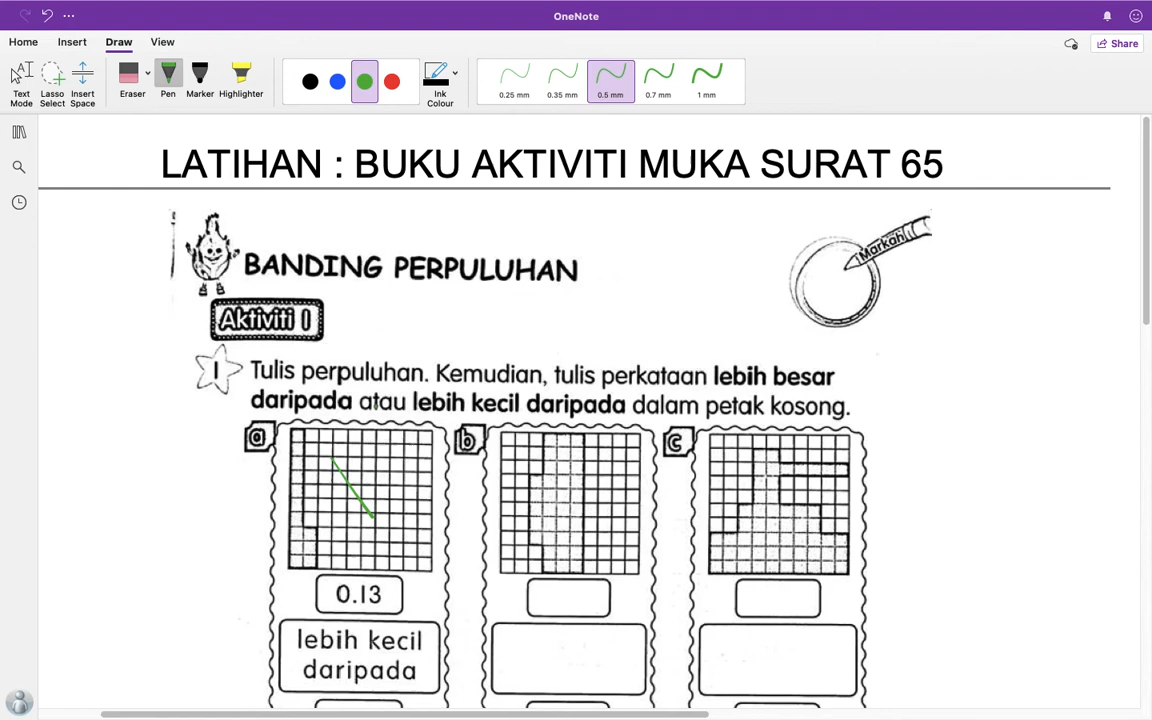 OneNote
Home Insert Draw View
Share
Text Mode
Lasso Select
Insert Space
Eraser
Pen
Marker
Highlighter
Ink Colour
0.25 mm
0.35 mm
0.5 mm
0.7 mm
1 mm
LATIHAN : BUKU AKTIVITI MUKA SURAT 65
BANDING PERPULUHAN
Markah
Aktiviti 1
1 Tulis perpuluhan. Kemudian, tulis perkataan lebih besar
daripada atau lebih kecil daripada dalam petak kosong.
a b c
0.13
lebih kecil
daripada